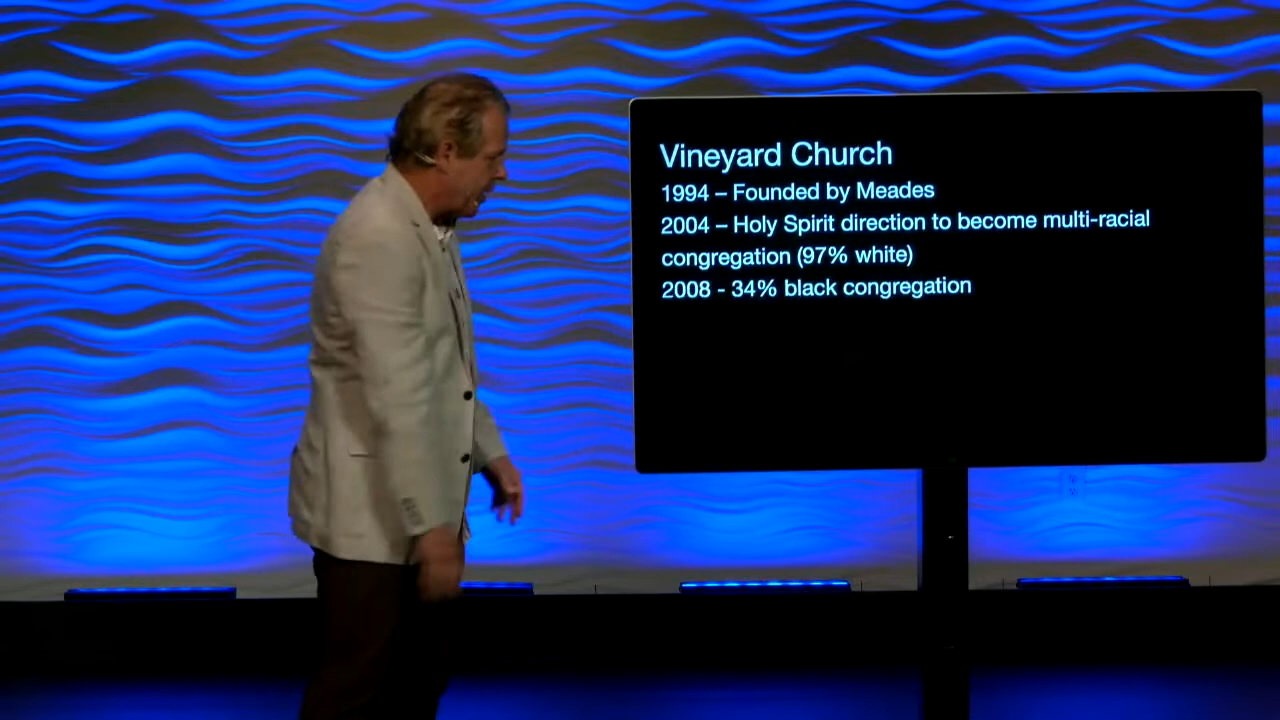 Vineyard Church
1994 – Founded by Meades
2004 – Holy Spirit direction to become multi-racial
congregation (97% white)
2008 - 34% black congregation